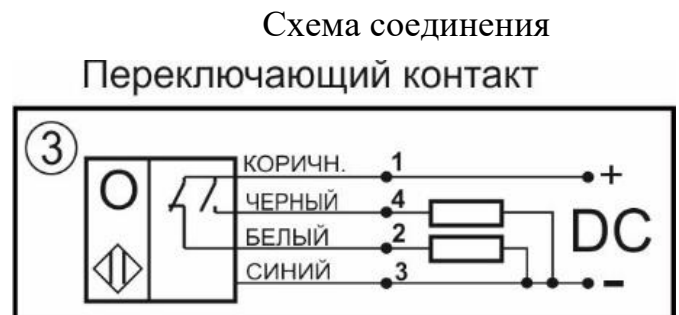 Схема соединения
Переключающий контакт
3
КОРИЧН. 1 +
O
ЧЕРНЫЙ 4
DC
БЕЛЫЙ 2
СИНИЙ 3 -